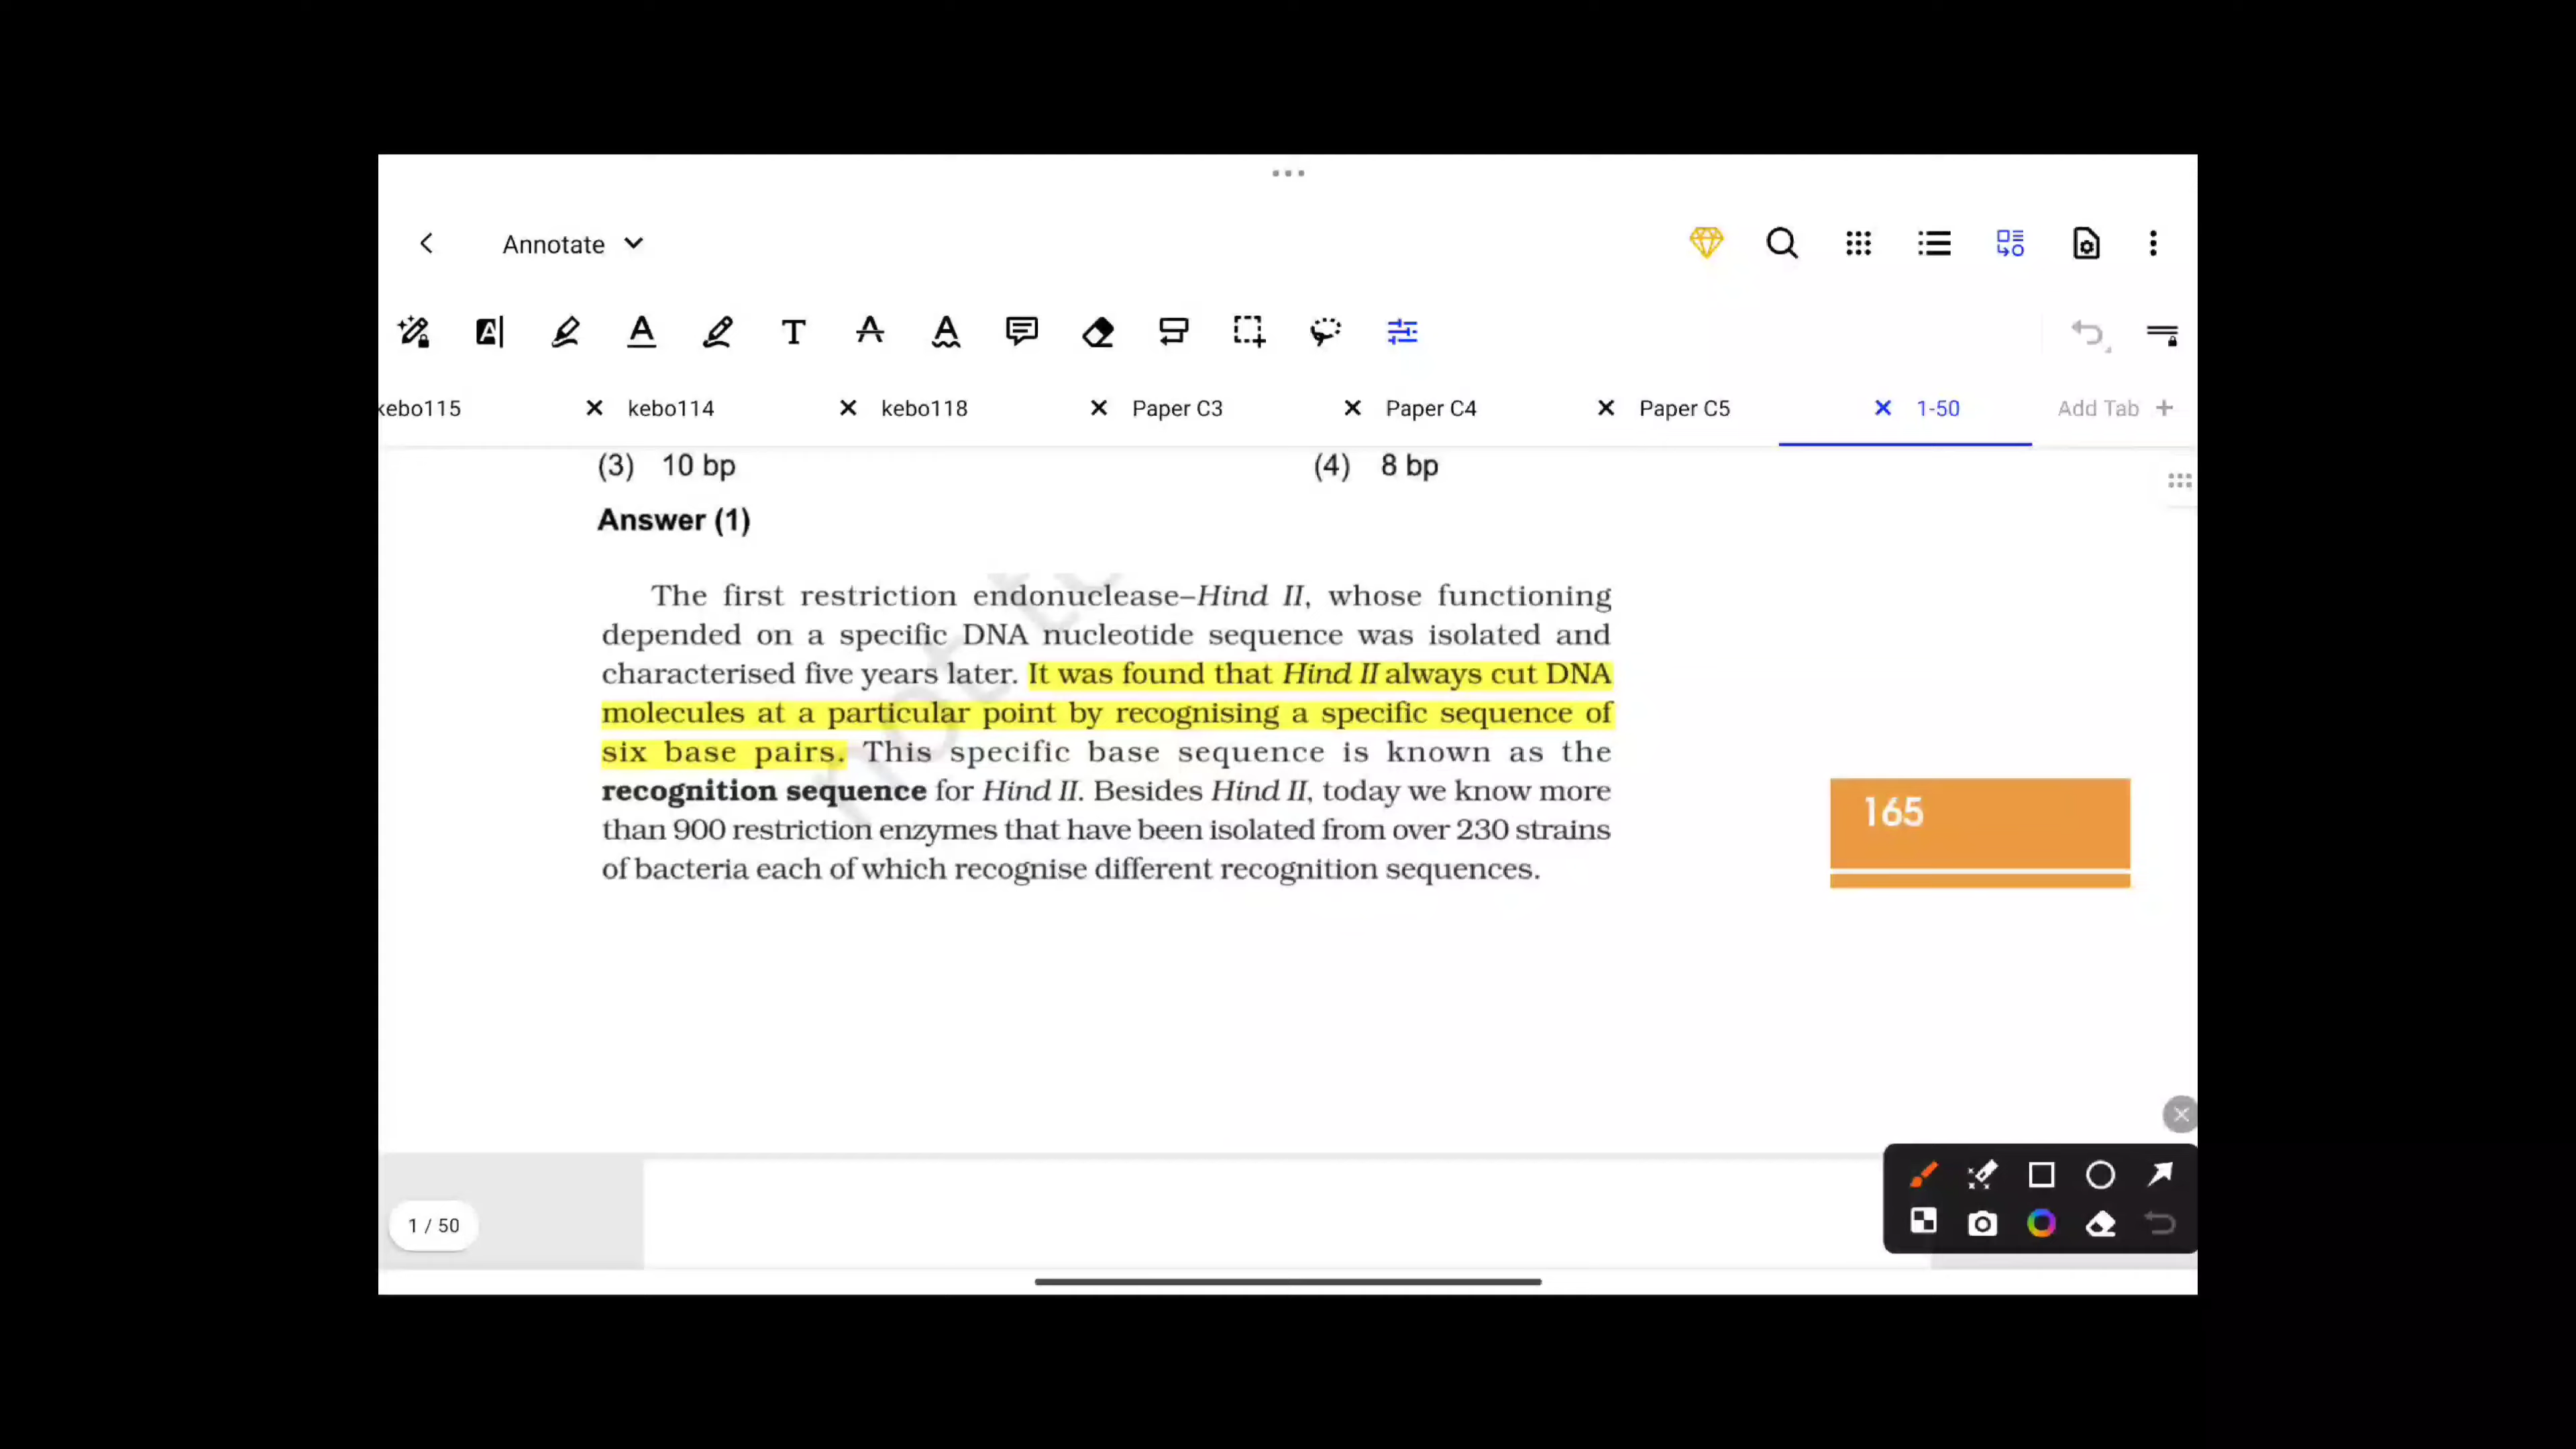 Annotate
A
A
T
A
A
kebo115
kebo114
kebo118
Paper C3
Paper C4
Paper C5
1-50
Add Tab +
(3) 10 bp
(4) 8 bp
Answer (1)
The first restriction endonuclease–Hind II, whose functioning
depended on a specific DNA nucleotide sequence was isolated and
characterised five years later. It was found that Hind II always cut DNA
molecules at a particular point by recognising a specific sequence of
six base pairs. This specific base sequence is known as the
recognition sequence for Hind II. Besides Hind II, today we know more
than 900 restriction enzymes that have been isolated from over 230 strains
of bacteria each of which recognise different recognition sequences.
not to
165
1 / 50